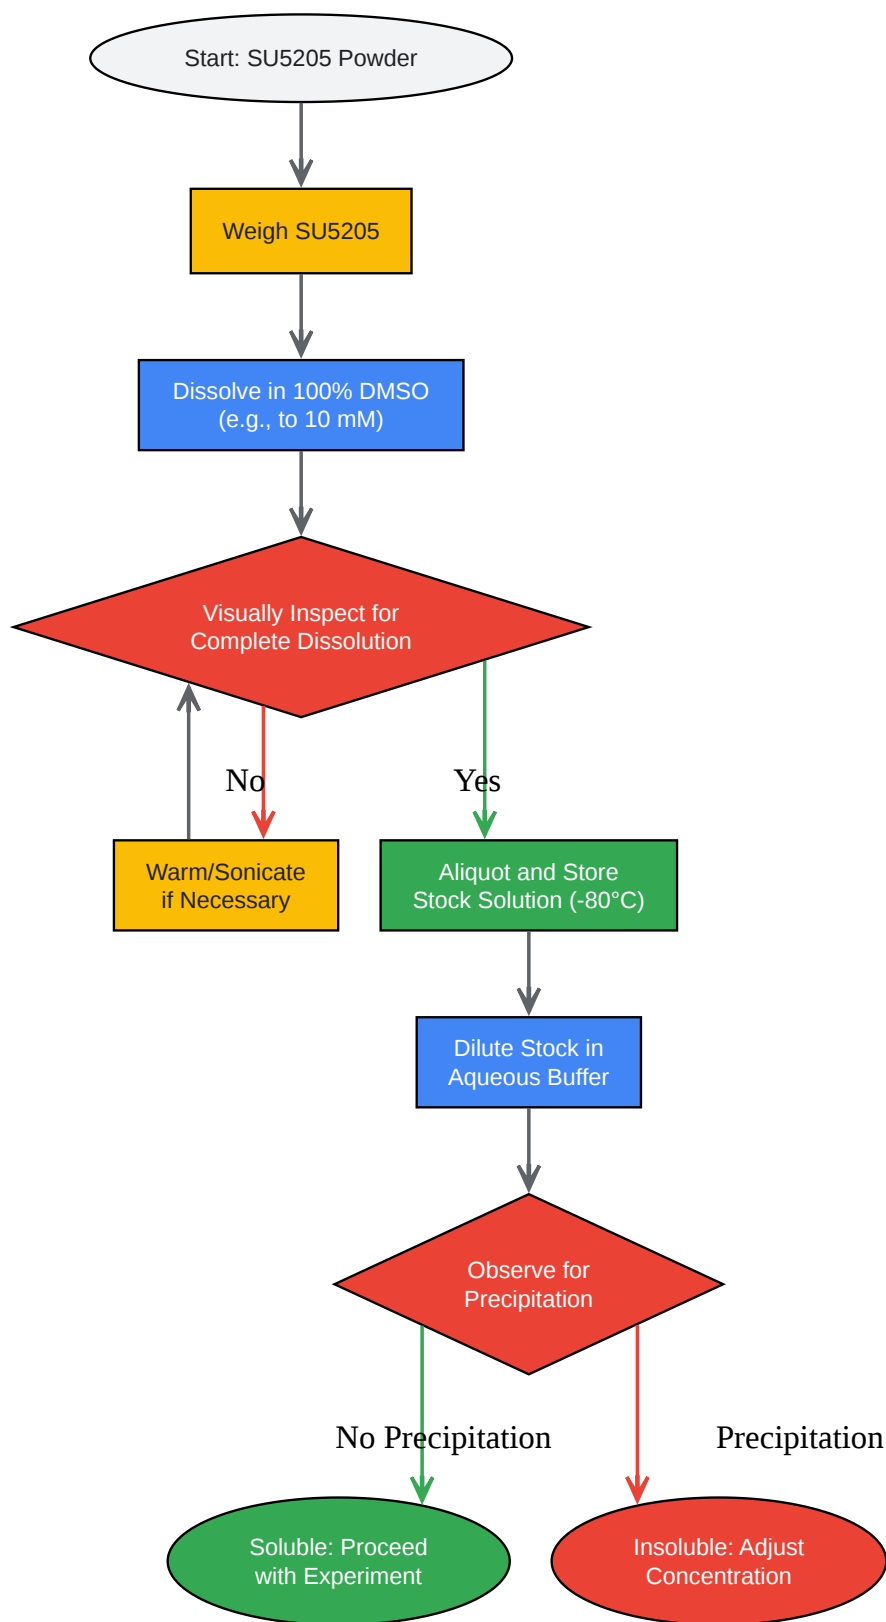 Start: SU5205 Powder
Weigh SU5205
Dissolve in 100% DMSO
(e.g., to 10 mM)
Visually Inspect for
Complete Dissolution
No
Yes
Warm/Sonicate
if Necessary
Aliquot and Store
Stock Solution (-80°C)
Dilute Stock in
Aqueous Buffer
Observe for
Precipitation
No Precipitation
Precipitation
Soluble: Proceed
with Experiment
Insoluble: Adjust
Concentration